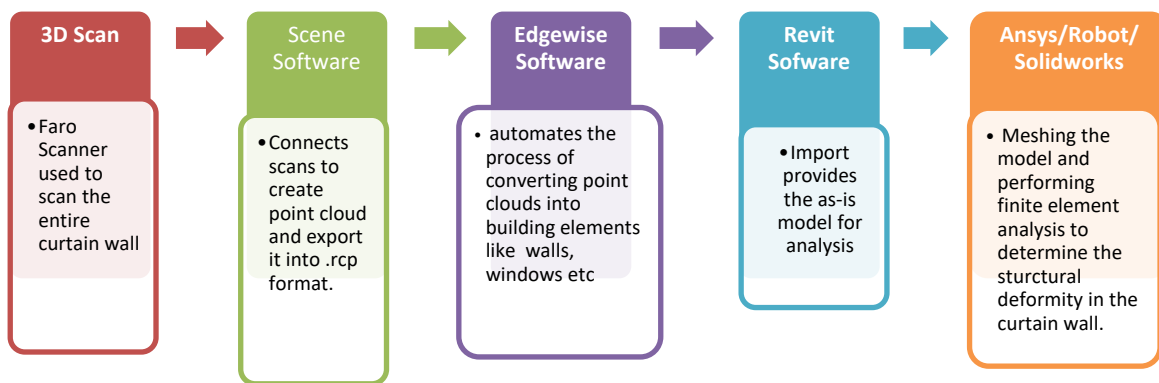 3D Scan
•Faro
Scanner
used to
scan the
entire
curtain wall
Scene
Software
•Connects
scans to
create
point cloud
and export
it into .rcp
format.
Edgewise
Software
• automates the
process of
converting point
clouds into
building elements
like walls,
windows etc
Revit
Sofware
•Import
provides
the as-is
model for
analysis
Ansys/Robot/
Solidworks
• Meshing the
model and
performing
finite element
analysis to
determine the
sturctural
deformity in the
curtain wall.